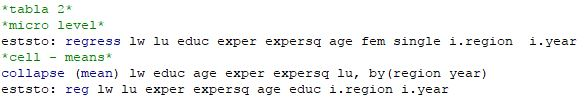 *tabla 2*
*micro level*
eststo: regress lw lu educ exper expersq age fem single i.region i.year
*cell - means*
collapse (mean) lw educ age exper expersq lu, by(region year)
eststo: reg lw lu exper expersq age educ i.region i.year